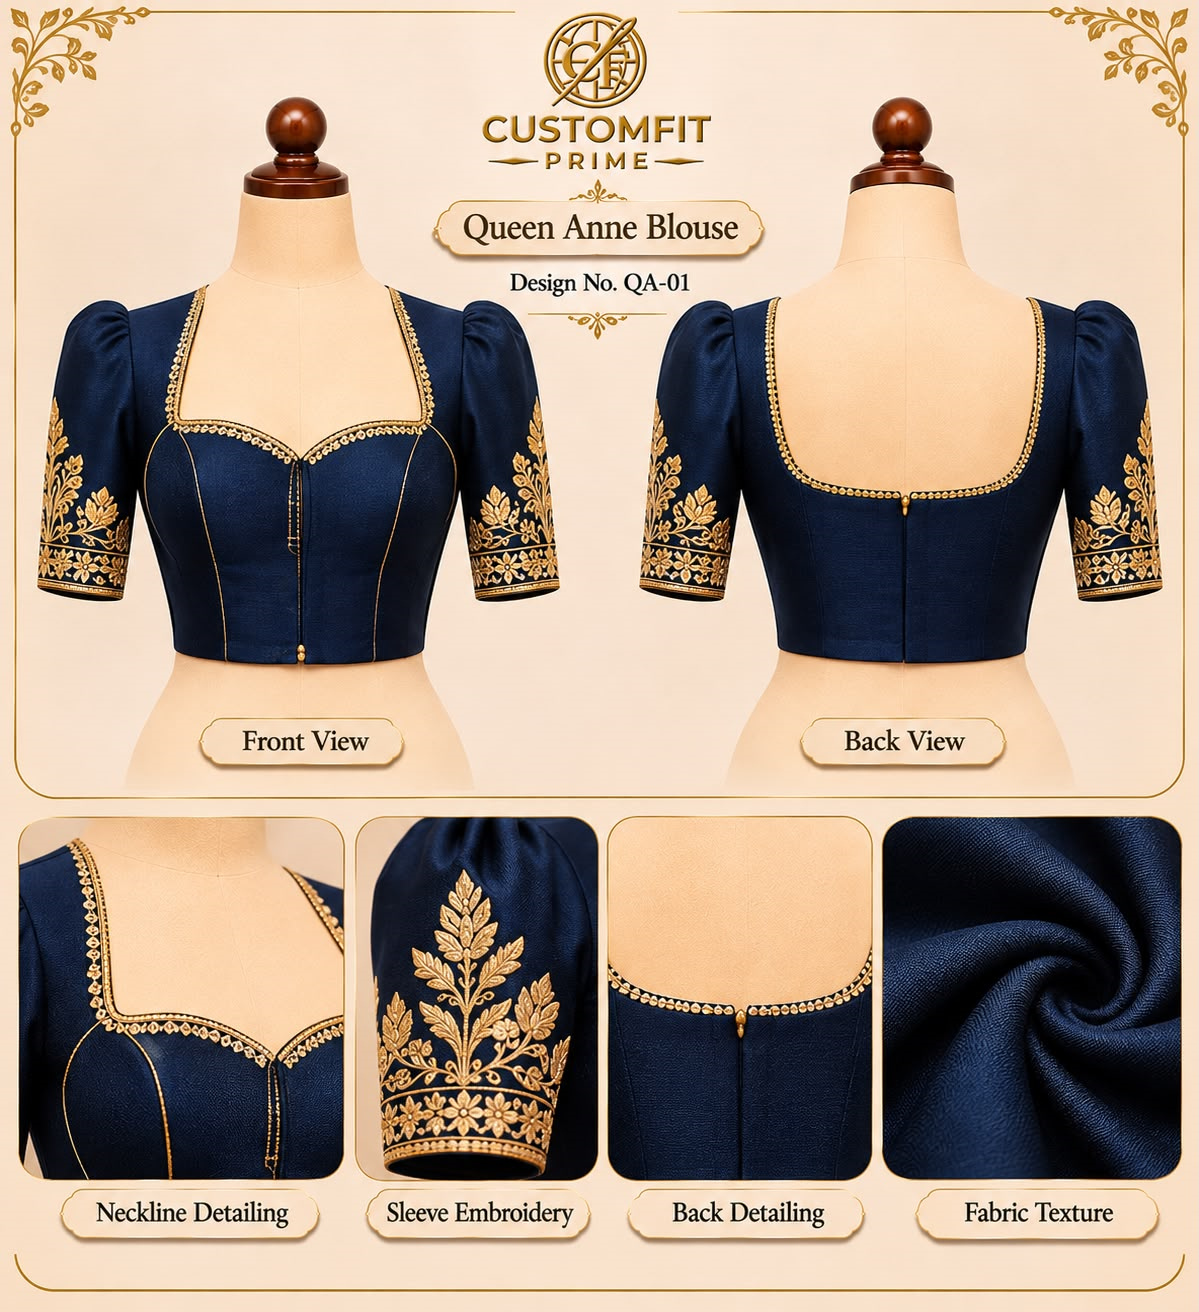 CF
CUSTOMFIT
PRIME
Queen Anne Blouse
Design No. QA-01
Front View
Back View
Neckline Detailing
Sleeve Embroidery
Back Detailing
Fabric Texture